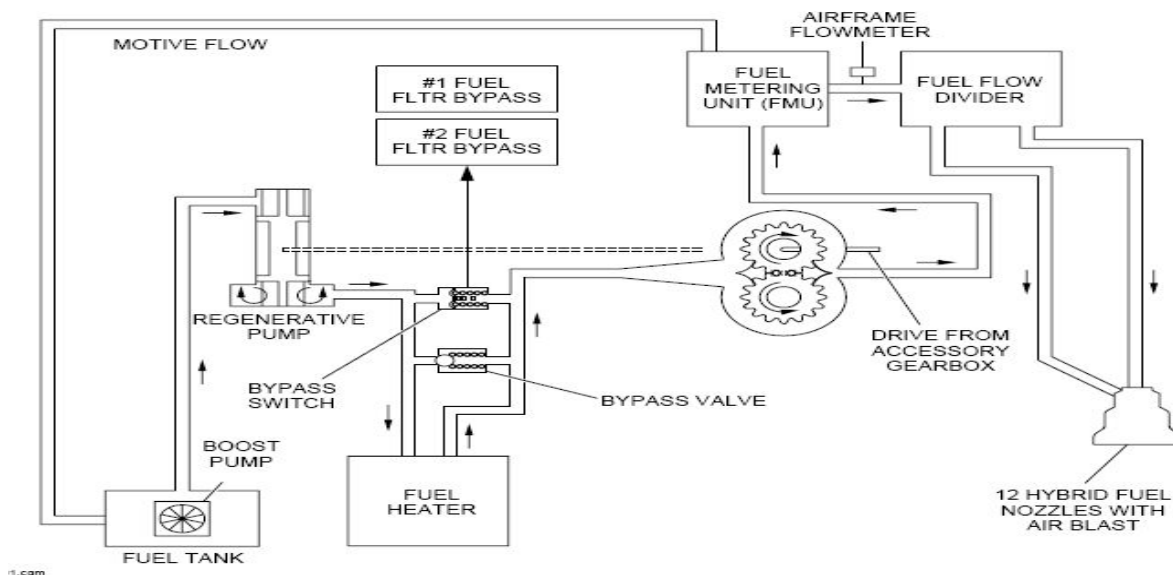 MOTIVE FLOW
AIRFRAME
FLOWMETER
#1 FUEL
FLTR BYPASS
#2 FUEL
FLTR BYPASS
FUEL
METERING
UNIT (FMU)
FUEL FLOW
DIVIDER
REGENERATIVE
PUMP
BYPASS
SWITCH
BYPASS VALVE
DRIVE FROM
ACCESSORY
GEARBOX
BOOST
PUMP
FUEL
HEATER
FUEL TANK
12 HYBRID FUEL
NOZZLES WITH
AIR BLAST